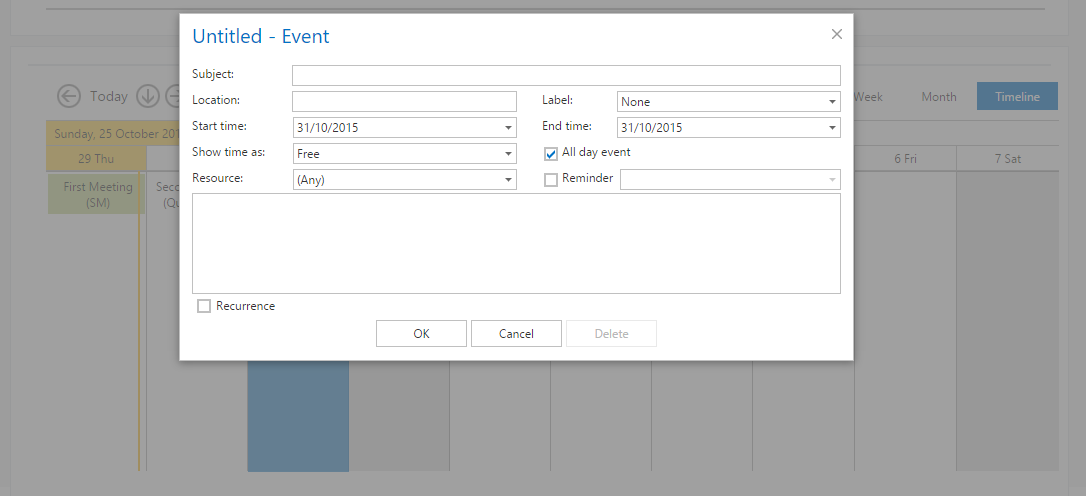 Untitled - Event
Subject:
Location:
Label: None
Start time: 31/10/2015
End time: 31/10/2015
Show time as: Free
All day event
Resource: (Any)
Reminder
Recurrence
OK Cancel Delete
Today
Week Month Timeline
Sunday, 25 October 201
29 Thu 6 Fri 7 Sat
First Meeting
(SM)
Seco
(Qu